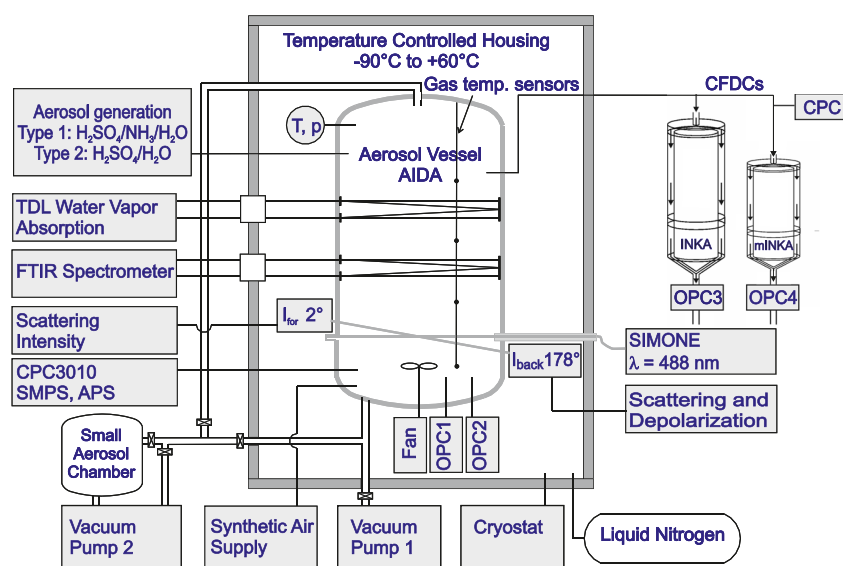 Temperature Controlled Housing
-90°C to +60°C
Gas temp. sensors
CFDCs
CPC
Aerosol generation
Type 1: H₂SO₄/NH₃/H₂O
Type 2: H₂SO₄/H₂O
T, p
Aerosol Vessel
AIDA
TDL Water Vapor
Absorption
FTIR Spectrometer
INKA
mINKA
OPC3
OPC4
Scattering
Intensity
I_for 2°
SIMONE
λ = 488 nm
I_back 178°
CPC3010
SMPS, APS
Scattering and
Depolarization
Small
Aerosol
Chamber
Fan
OPC1
OPC2
Vacuum
Pump 2
Synthetic Air
Supply
Vacuum
Pump 1
Cryostat
Liquid Nitrogen